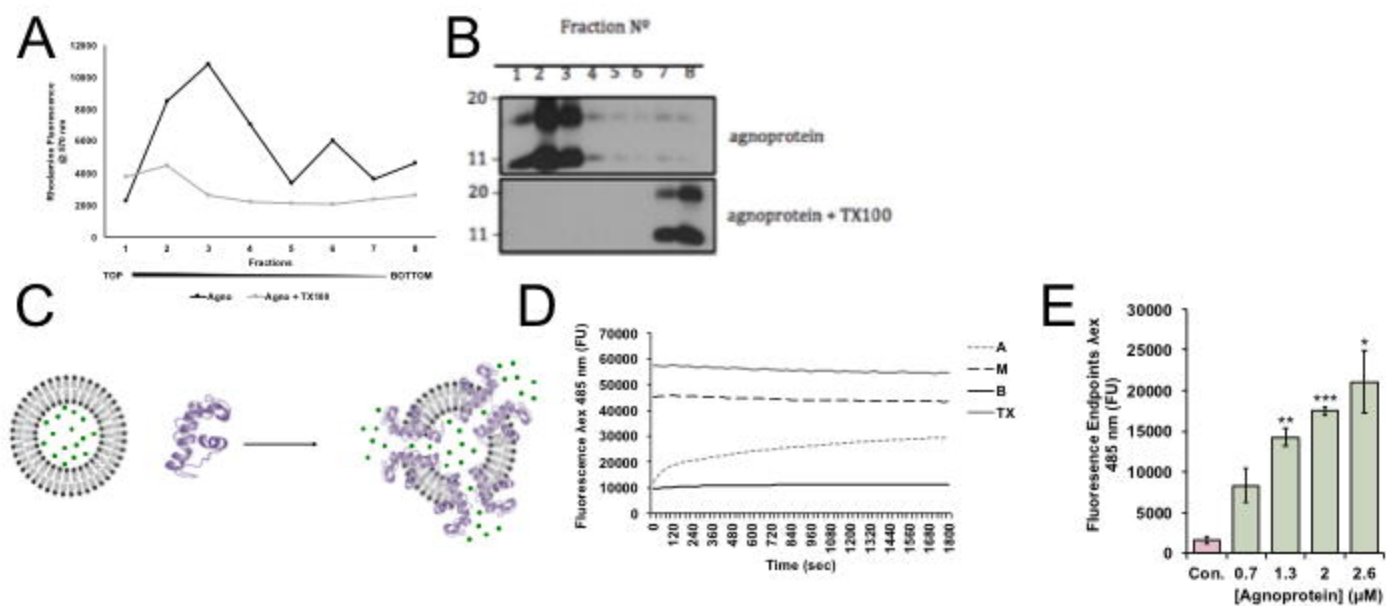 A
12000
10000
8000
6000
4000
2000
0
Rhodamine Fluorescence
@ 570 nm
1 2 3 4 5 6 7 8
Fractions
TOP BOTTOM
Agno Agno + TX100
B
Fraction Nº
1 2 3 4 5 6 7 8
20
11
agnoprotein
20
11
agnoprotein + TX100
C
D
Fluorescence λex 485 nm (FU)
70000
60000
50000
40000
30000
20000
10000
0
0 120 240 360 480 600 720 840 960 1080 1200 1320 1440 1560 1680 1800
Time (sec)
A
M
B
TX
E
Fluoresence Endpoints λex
485 nm (FU)
30000
25000
20000
15000
10000
5000
0
** *** *
Con. 0.7 1.3 2 2.6
[Agnoprotein] (µM)